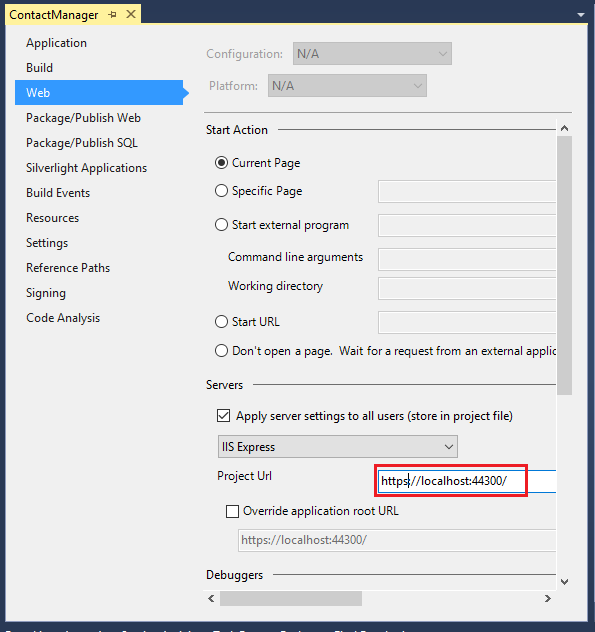 ContactManager
Application
Build
Web
Package/Publish Web
Package/Publish SQL
Silverlight Applications
Build Events
Resources
Settings
Reference Paths
Signing
Code Analysis
Configuration: N/A
Platform: N/A
Start Action
Current Page
Specific Page
Start external program
Command line arguments
Working directory
Start URL
Don't open a page. Wait for a request from an external applic
Servers
Apply server settings to all users (store in project file)
IIS Express
Project Url https://localhost:44300/
Override application root URL
https://localhost:44300/
Debuggers